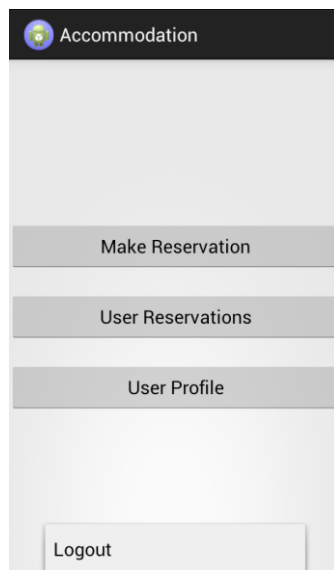 Accommodation
Make Reservation
User Reservations
User Profile
Logout